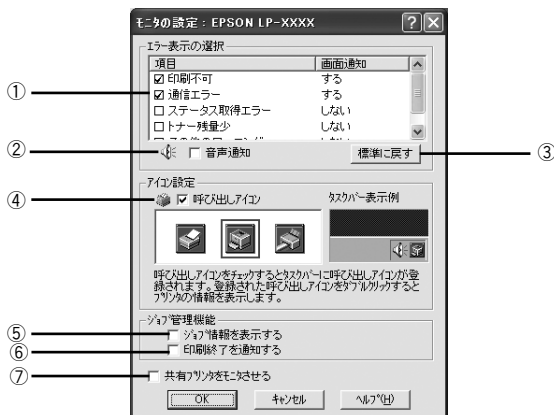 モニタの設定：EPSON LP-XXXX
エラー表示の選択
項目 画面通知
① 印刷不可 する
通信エラー する
ステータス取得エラー しない
トナー残量少 しない
② 音声通知 標準に戻す ③
アイコン設定
④ 呼び出しアイコン タスクバー表示例
呼び出しアイコンをチェックするとタスクバーに呼び出しアイコンが登
録されます。登録された呼び出しアイコンをダブルクリックすると
プリンタの情報を表示します。
ジョブ管理機能
⑤ ジョブ情報を表示する
⑥ 印刷終了を通知する
⑦ 共有プリンタをモニタさせる
OK キャンセル ヘルプ(H)